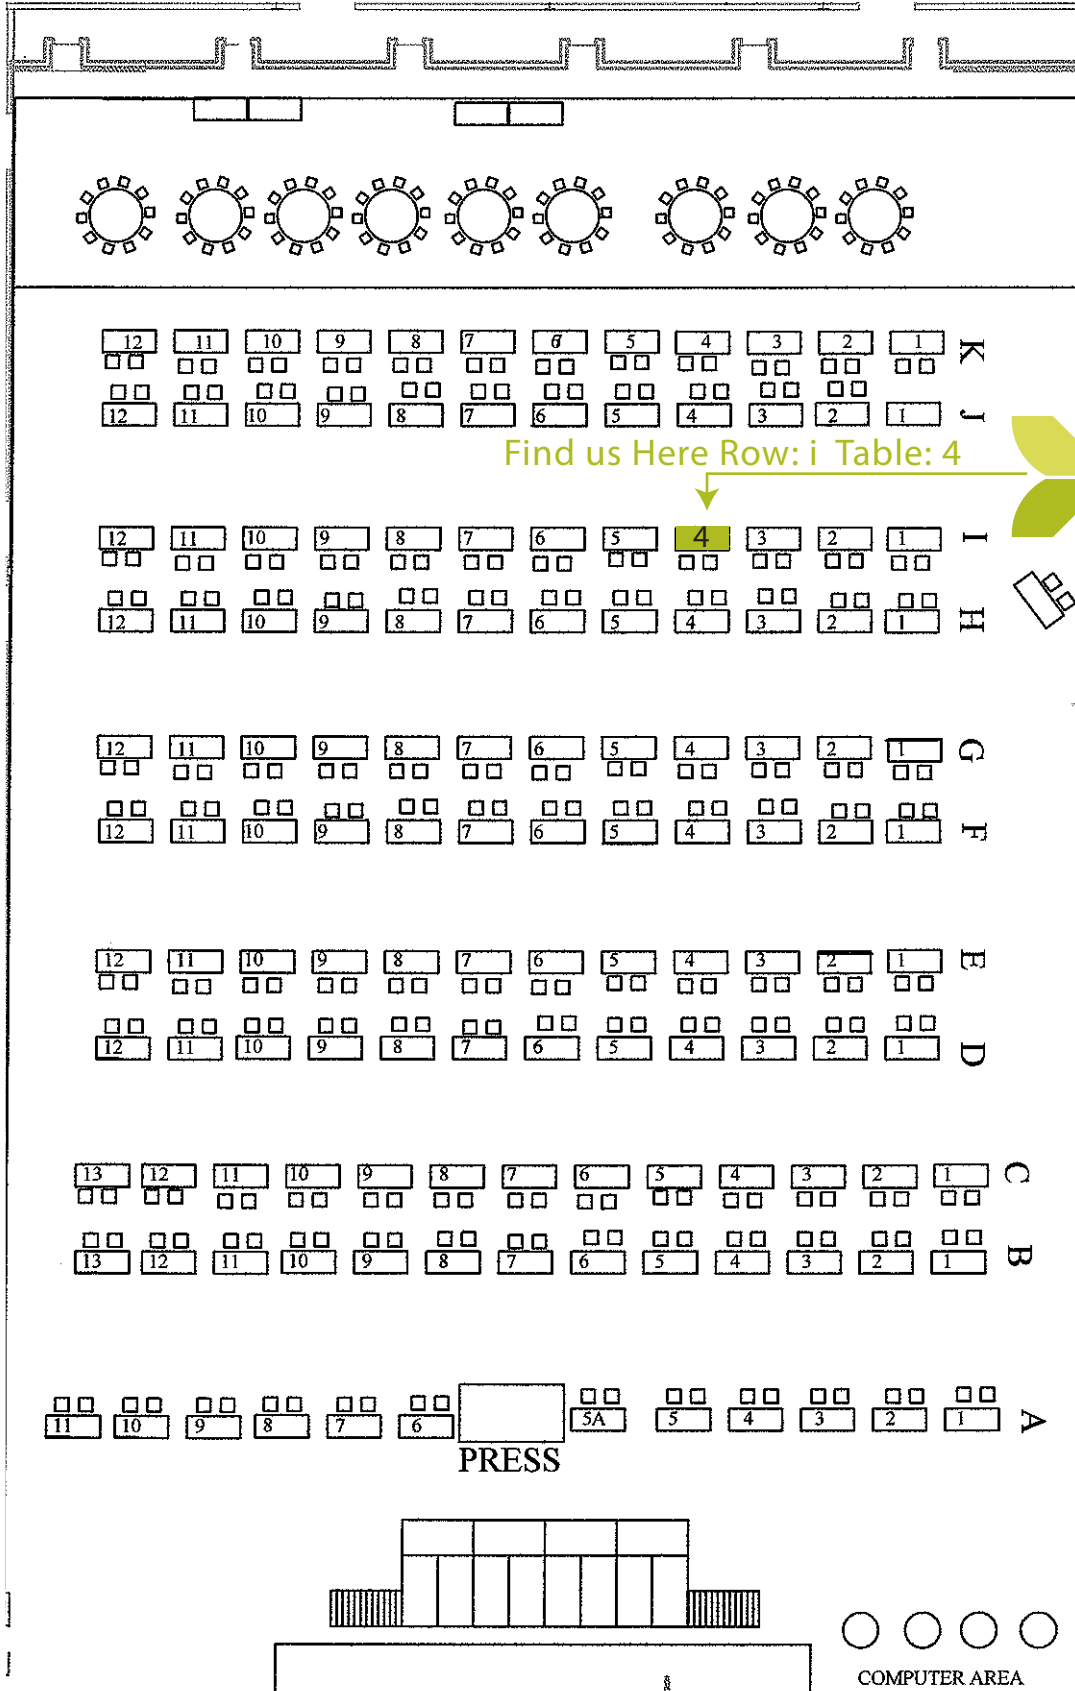 12 11 10 9 8 7 6 5 4 3 2 1 K
12 11 10 9 8 7 6 5 4 3 2 1 J
Find us Here Row: i Table: 4
12 11 10 9 8 7 6 5 4 3 2 1 I
12 11 10 9 8 7 6 5 4 3 2 1 H
12 11 10 9 8 7 6 5 4 3 2 1 G
12 11 10 9 8 7 6 5 4 3 2 1 F
12 11 10 9 8 7 6 5 4 3 2 1 E
12 11 10 9 8 7 6 5 4 3 2 1 D
13 12 11 10 9 8 7 6 5 4 3 2 1 C
13 12 11 10 9 8 7 6 5 4 3 2 1 B
11 10 9 8 7 6 5A 5 4 3 2 1 A
PRESS
COMPUTER AREA